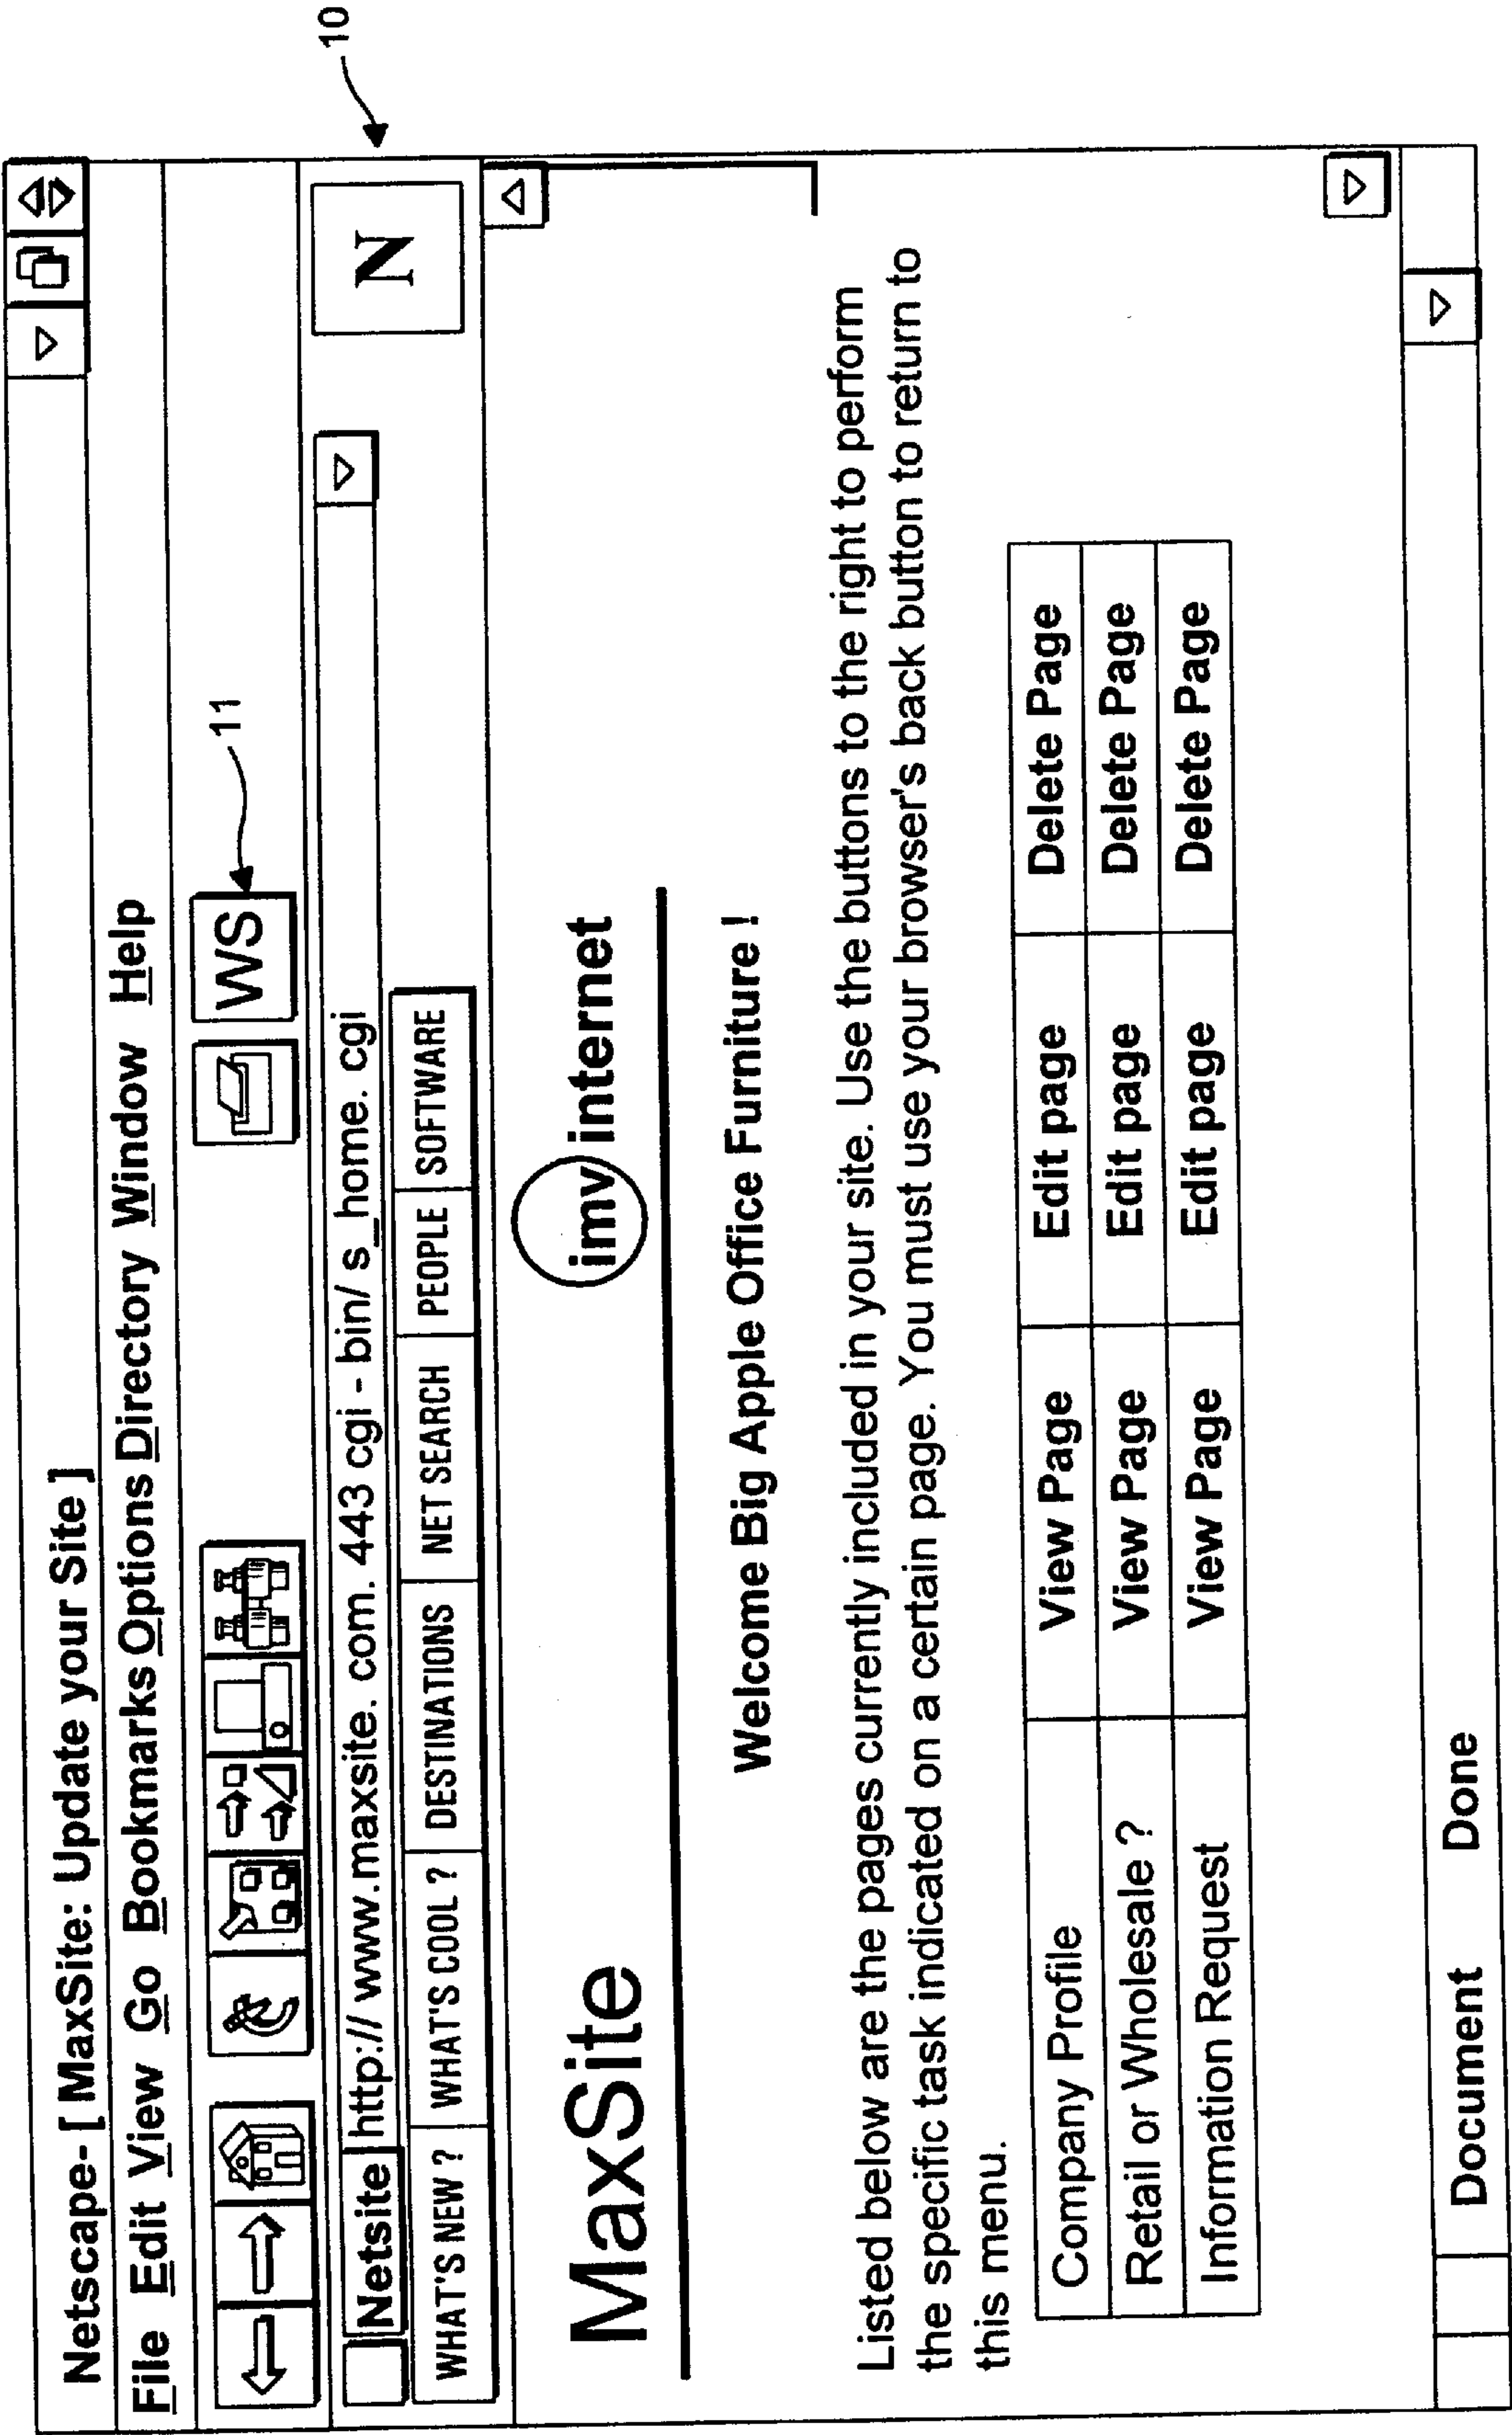 10
Netscape- [ MaxSite: Update your Site ]
File Edit View Go Bookmarks Options Directory Window Help
WS
11
Netsite http:// www.maxsite. com. 443 cgi - bin/ s_home. cgi
N
WHAT'S NEW ? WHAT'S COOL ? DESTINATIONS NET SEARCH PEOPLE SOFTWARE
MaxSite imv internet
Welcome Big Apple Office Furniture !
Listed below are the pages currently included in your site. Use the buttons to the right to perform
the specific task indicated on a certain page. You must use your browser's back button to return to
this menu.
Company Profile View Page Edit page Delete Page
Retail or Wholesale ? View Page Edit page Delete Page
Information Request View Page Edit page Delete Page
Document Done